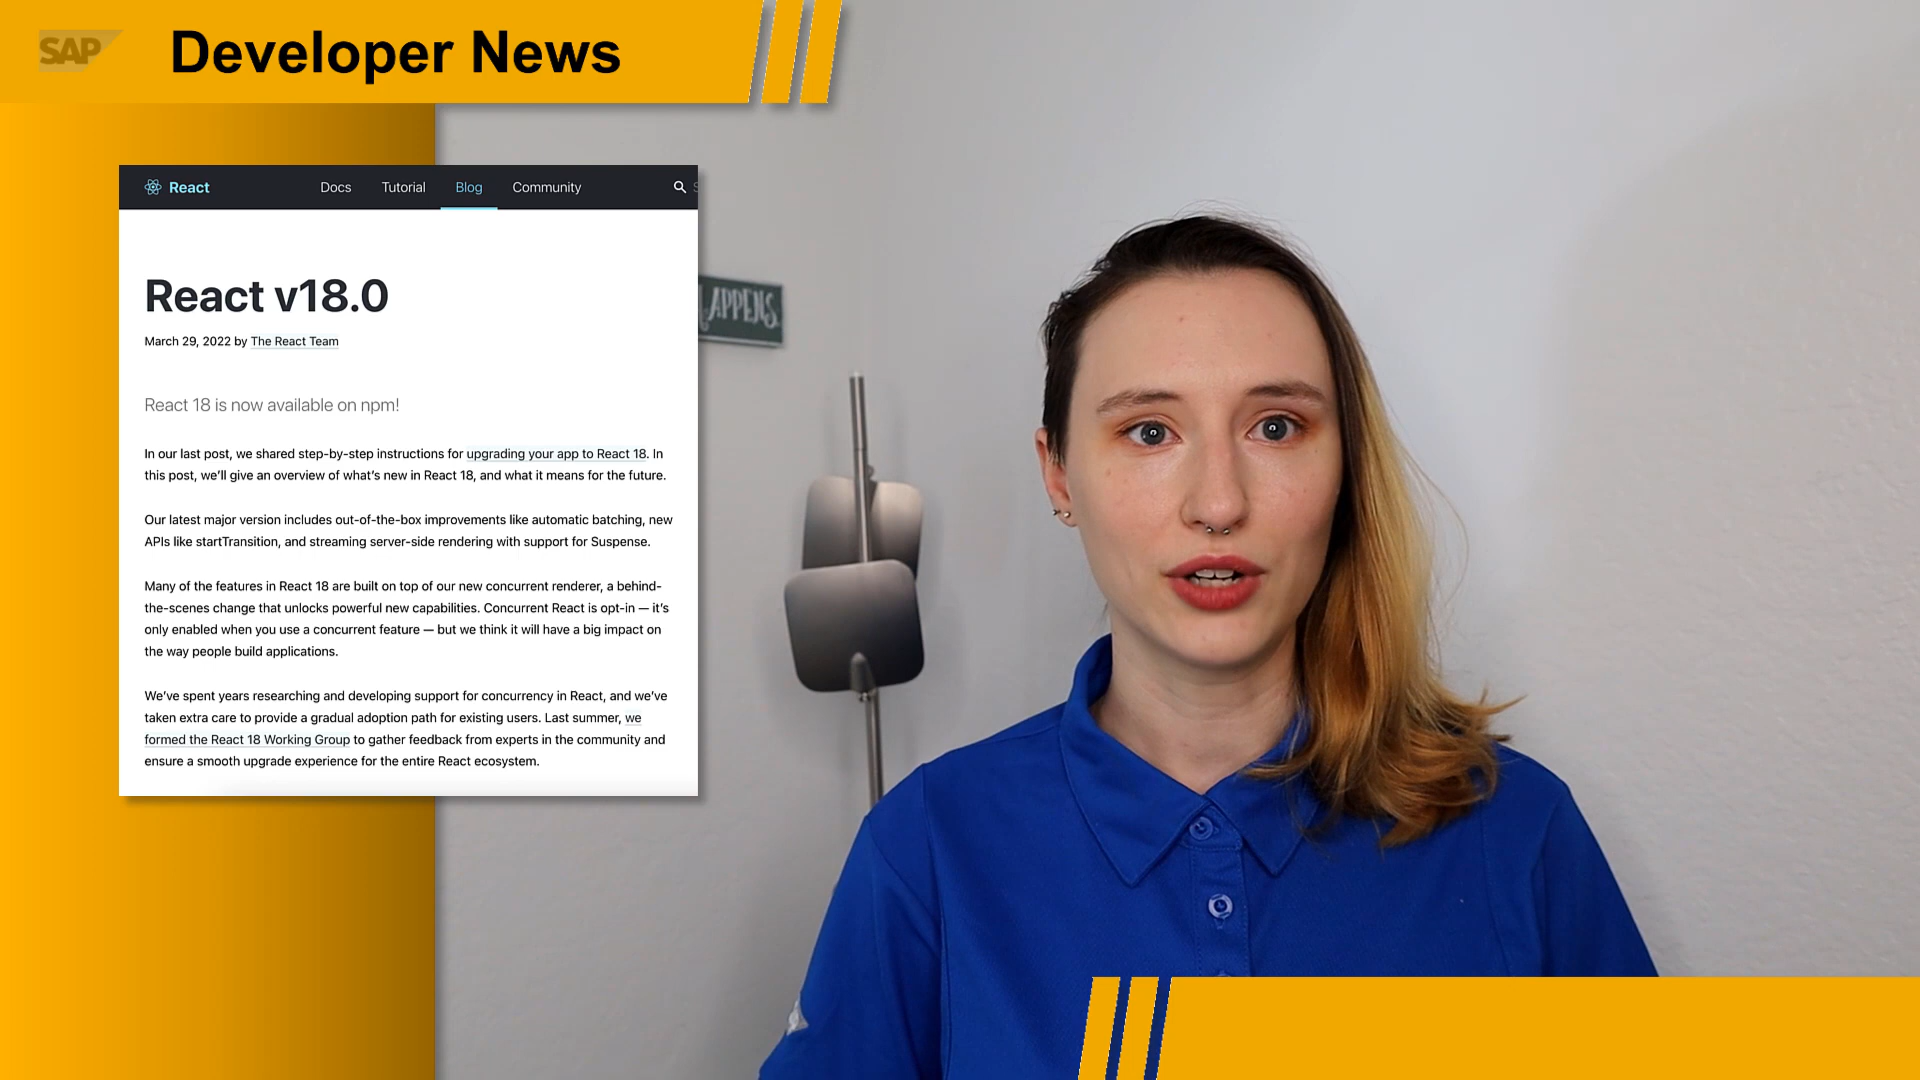 SAP
Developer News
React
Docs
Tutorial
Blog
Community
React v18.0
March 29, 2022 by The React Team
React 18 is now available on npm!
In our last post, we shared step-by-step instructions for upgrading your app to React 18. In
this post, we’ll give an overview of what’s new in React 18, and what it means for the future.
Our latest major version includes out-of-the-box improvements like automatic batching, new
APIs like startTransition, and streaming server-side rendering with support for Suspense.
Many of the features in React 18 are built on top of our new concurrent renderer, a behind-
the-scenes change that unlocks powerful new capabilities. Concurrent React is opt-in — it’s
only enabled when you use a concurrent feature — but we think it will have a big impact on
the way people build applications.
We’ve spent years researching and developing support for concurrency in React, and we’ve
taken extra care to provide a gradual adoption path for existing users. Last summer, we
formed the React 18 Working Group to gather feedback from experts in the community and
ensure a smooth upgrade experience for the entire React ecosystem.
APPENS